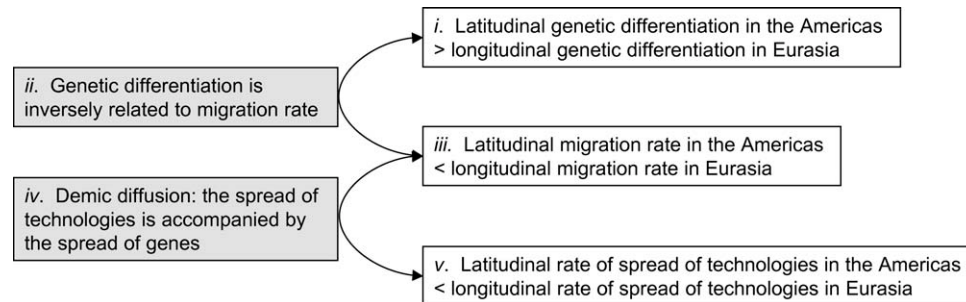 i. Latitudinal genetic differentiation in the Americas
> longitudinal genetic differentiation in Eurasia
ii. Genetic differentiation is
inversely related to migration rate
iii. Latitudinal migration rate in the Americas
< longitudinal migration rate in Eurasia
iv. Demic diffusion: the spread of
technologies is accompanied by
the spread of genes
v. Latitudinal rate of spread of technologies in the Americas
< longitudinal rate of spread of technologies in Eurasia